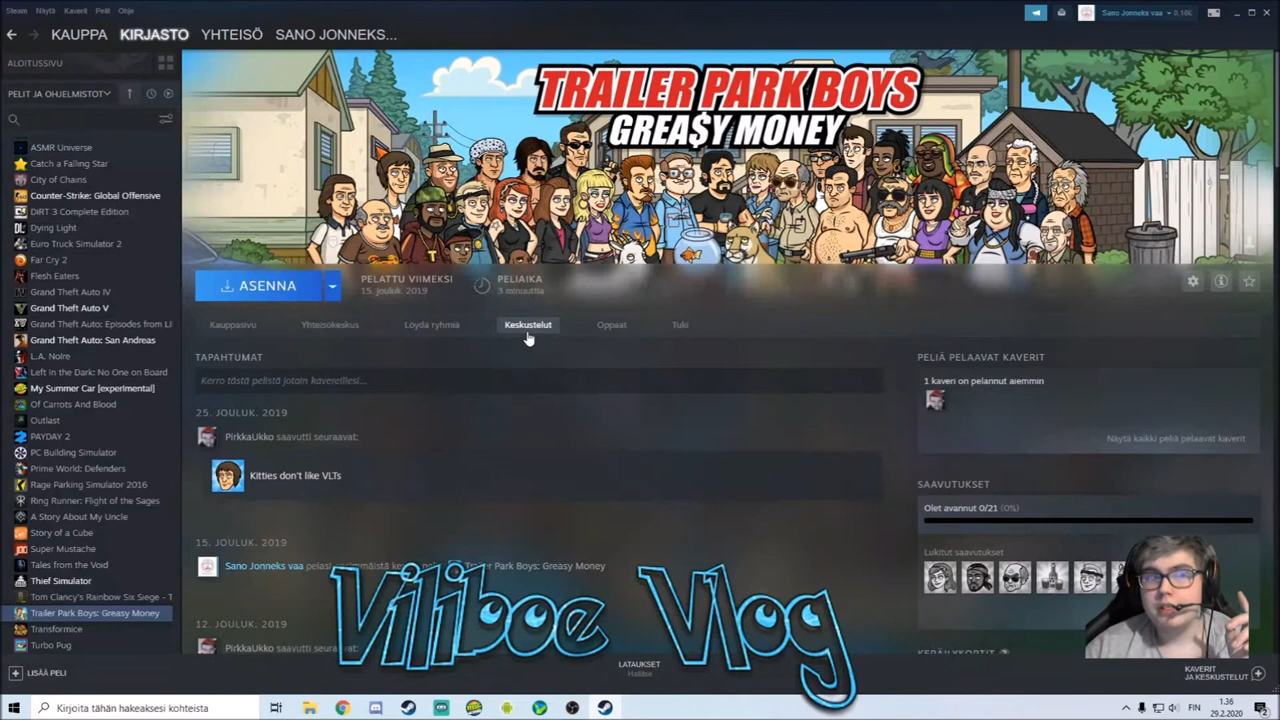 Steam Näytä Kaverit Pelit Ohje
Sano Jonneks vaa 0,16€
KAUPPA KIRJASTO YHTEISÖ SANO JONNEKS...
ALOITUSSIVU
PELIT JA OHJELMISTOT
TRAILER PARK BOYS
GREA$Y MONEY
ASMR Universe
Catch a Falling Star
City of Chains
Counter-Strike: Global Offensive
DiRT 3 Complete Edition
Dying Light
Euro Truck Simulator 2
Far Cry 2
Flesh Eaters
Grand Theft Auto IV
Grand Theft Auto V
Grand Theft Auto: Episodes from Li
Grand Theft Auto: San Andreas
L.A. Noire
Left in the Dark: No One on Board
My Summer Car [experimental]
Of Carrots And Blood
Outlast
PAYDAY 2
PC Building Simulator
Prime World: Defenders
Rage Parking Simulator 2016
Ring Runner: Flight of the Sages
A Story About My Uncle
Story of a Cube
Super Mustache
Tales from the Void
Thief Simulator
Tom Clancy's Rainbow Six Siege - T
Trailer Park Boys: Greasy Money
Transformice
Turbo Pug
ASENNA
PELATTU VIIMEKSI
15. jouluk. 2019
PELIAIKA
3 minuuttia
Kauppasivu Yhteisökeskus Löydä ryhmiä Keskustelut Oppaat Tuki
TAPAHTUMAT
Kerro tästä pelistä jotain kavereillesi...
25. JOULUK. 2019
PirkkaUkko saavutti seuraavat:
Kitties don't like VLTs
15. JOULUK. 2019
Sano Jonneks vaa pelasi Trailer Park Boys: Greasy Money
12. JOULUK. 2019
PirkkaUkko saavutti seuraavat:
PELIÄ PELAAVAT KAVERIT
1 kaveri on pelannut aiemmin
Näytä kaikki peliä pelaavat kaverit
SAAVUTUKSET
Olet avannut 0/21 (0%)
Lukitut saavutukset
KERÄILYKORTIT
Viliboe Vlog
LISÄÄ PELI
LATAUKSET
Hallitse
KAVERIT
JA KESKUSTELUT
Kirjoita tähän hakeaksesi kohteista
FIN
1.36
29.2.2020
2